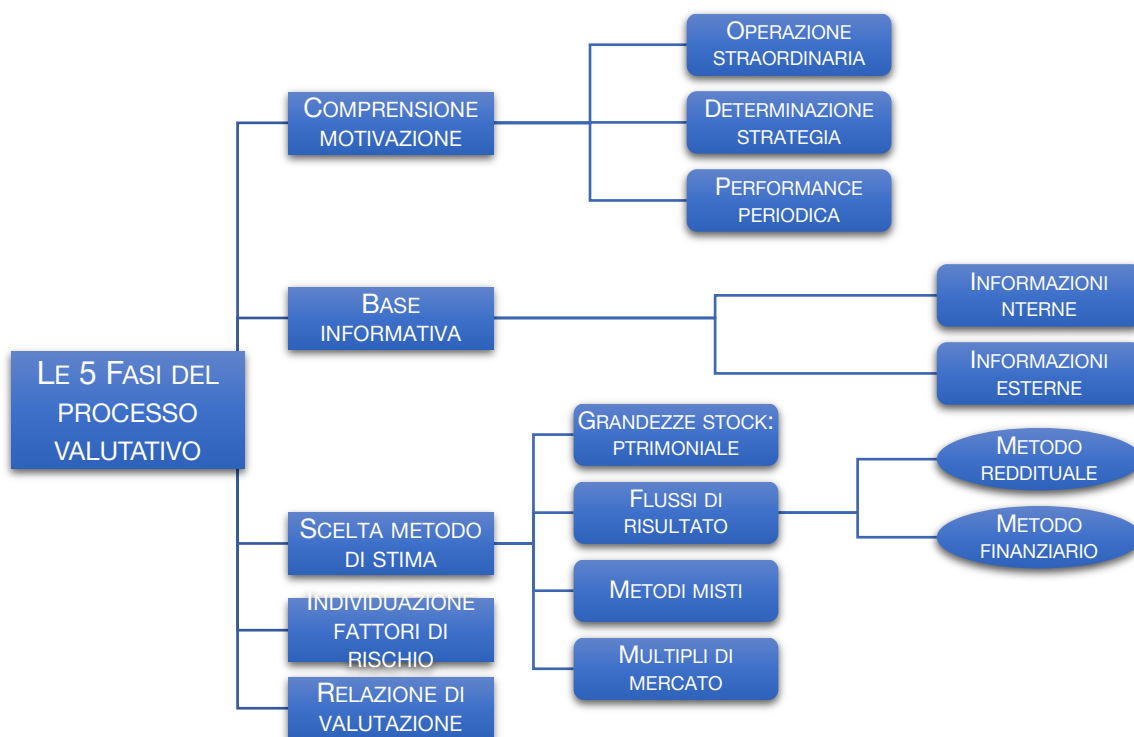 LE 5 FASI DEL
PROCESSO
VALUTATIVO
COMPRENSIONE
MOTIVAZIONE
OPERAZIONE
STRAORDINARIA
DETERMINAZIONE
STRATEGIA
PERFORMANCE
PERIODICA
BASE
INFORMATIVA
INFORMAZIONI
NTERNE
INFORMAZIONI
ESTERNE
SCELTA METODO
DI STIMA
GRANDEZZE STOCK:
PTRIMONIALE
FLUSSI DI
RISULTATO
METODO
REDDITUALE
METODO
FINANZIARIO
METODI MISTI
MULTIPLI DI
MERCATO
INDIVIDUAZIONE
FATTORI DI
RISCHIO
RELAZIONE DI
VALUTAZIONE